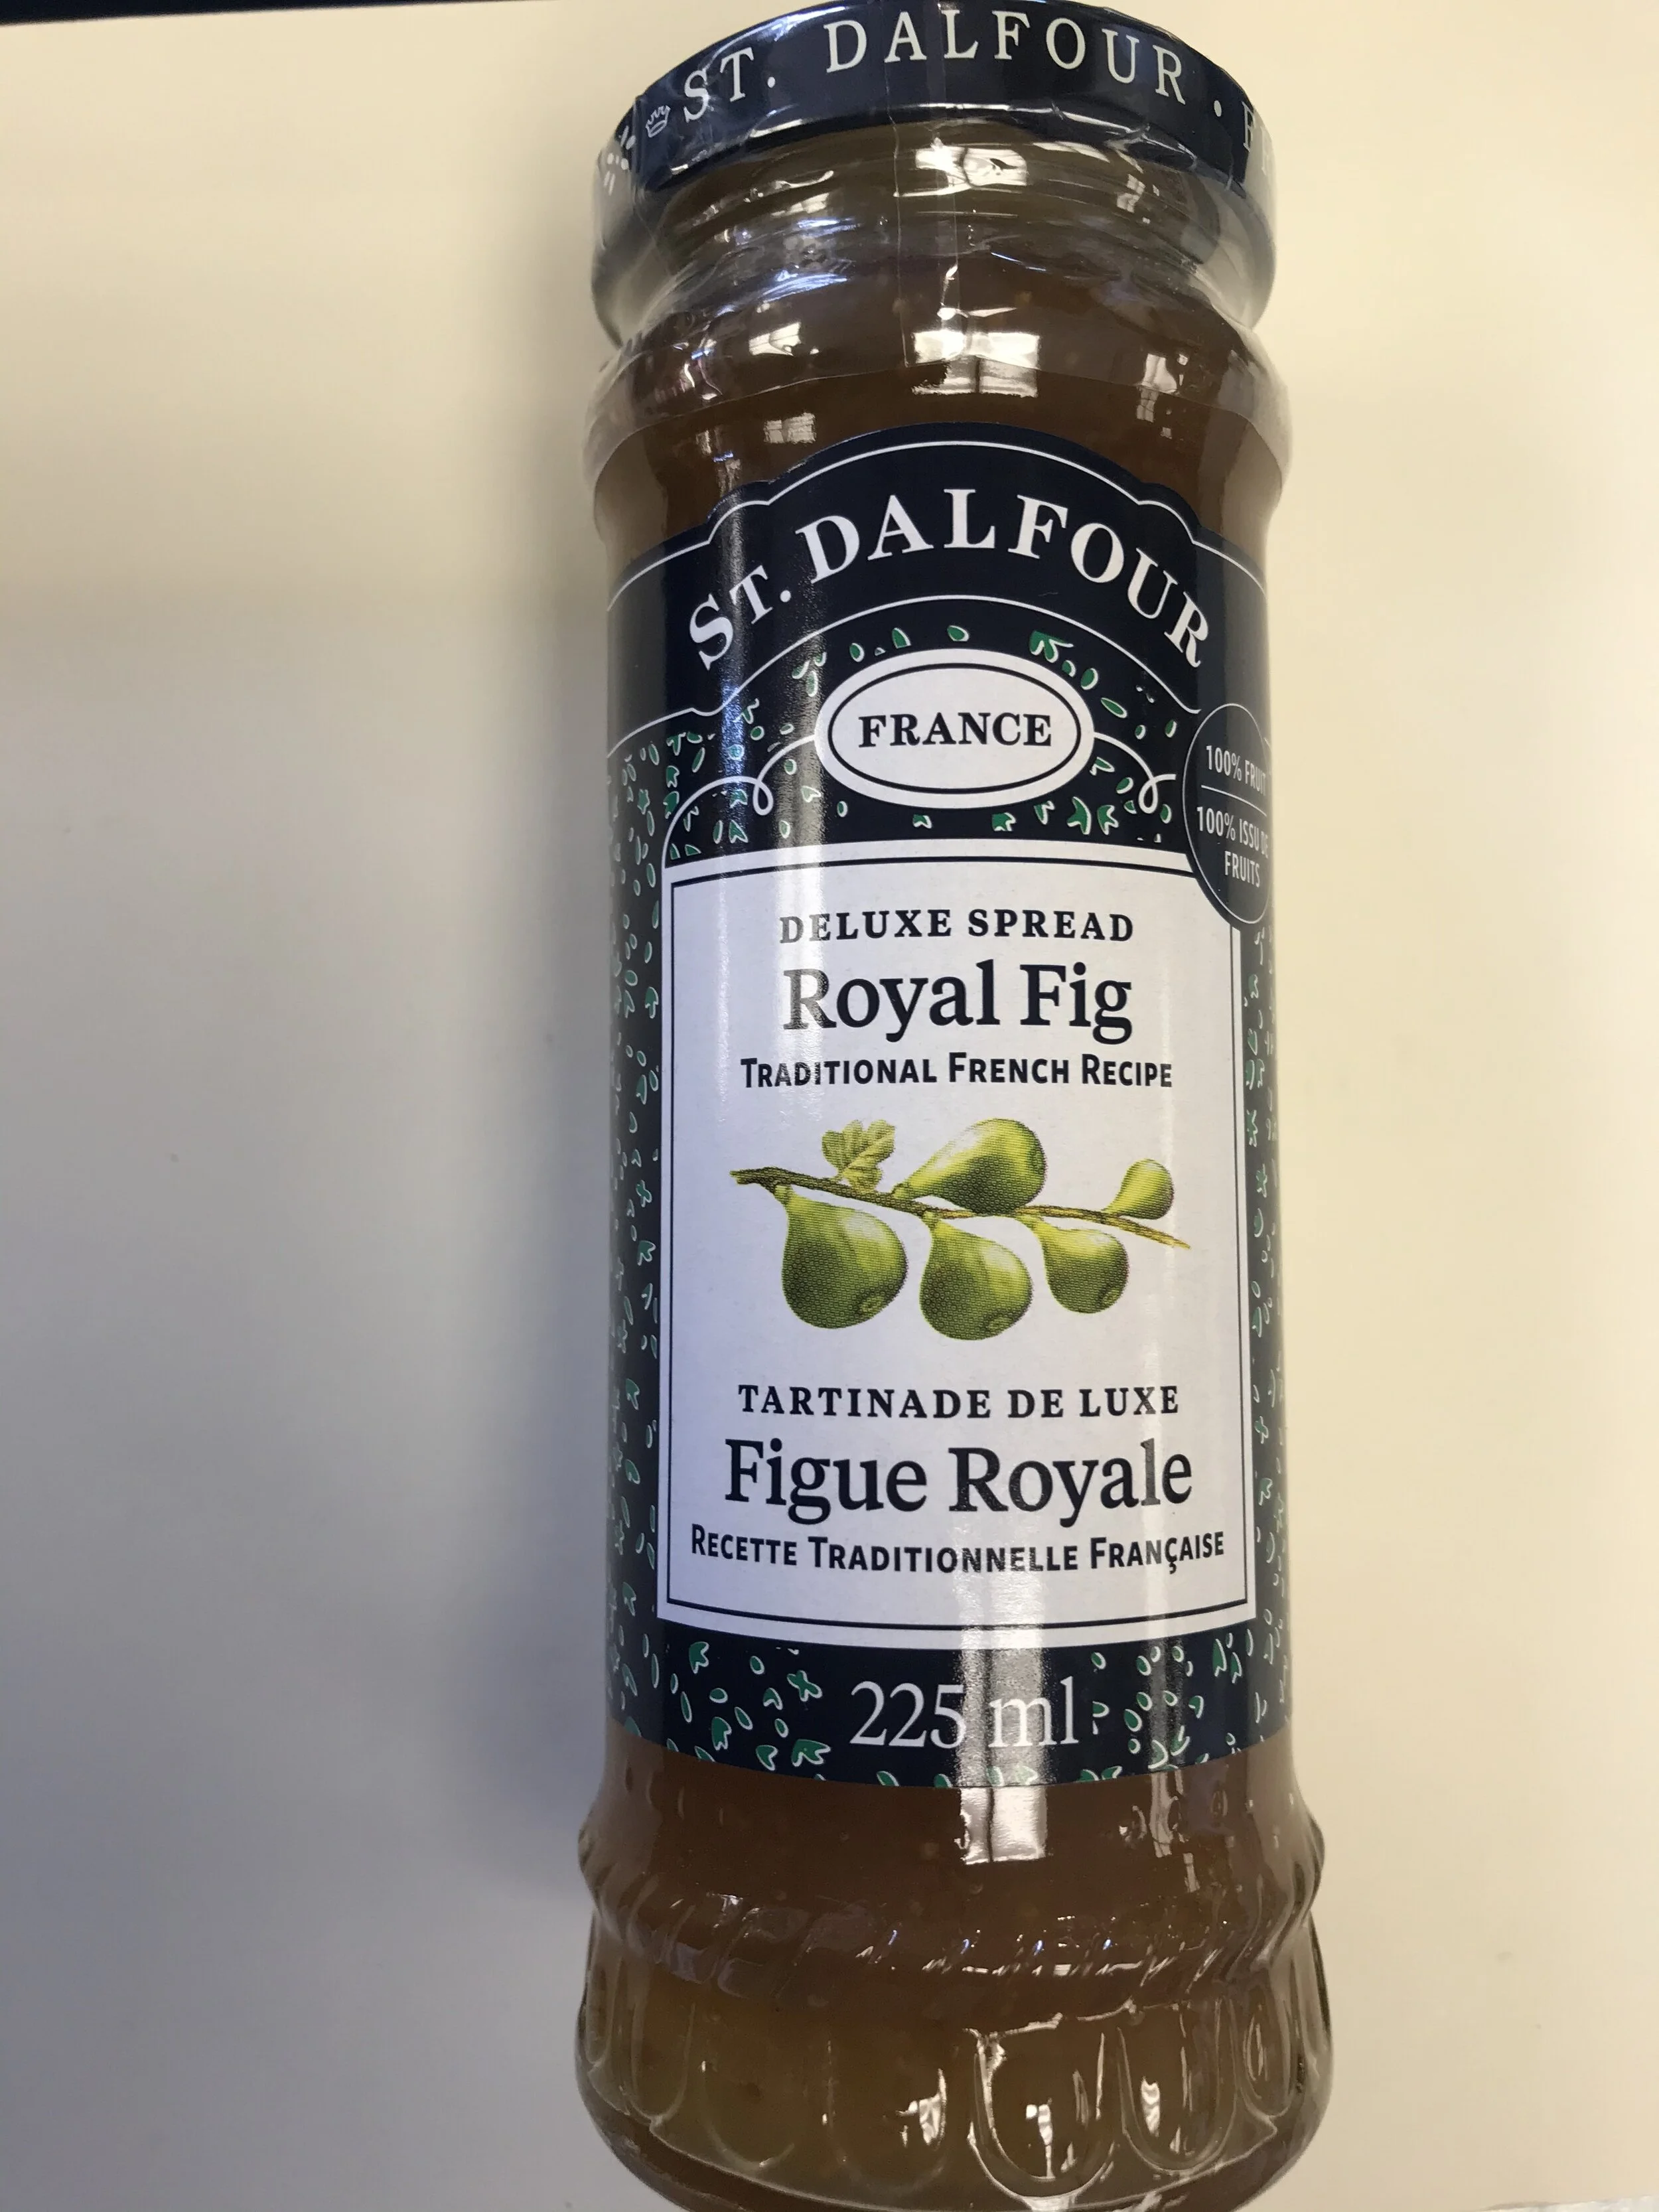 ST. DALFOUR .
ST. DALFOUR
FRANCE
100% FRUIT
100% ISSU DE
FRUITS
DELUXE SPREAD
Royal Fig
TRADITIONAL FRENCH RECIPE
TARTINADE DE LUXE
Figue Royale
RECETTE TRADITIONNELLE FRANÇAISE
225 ml